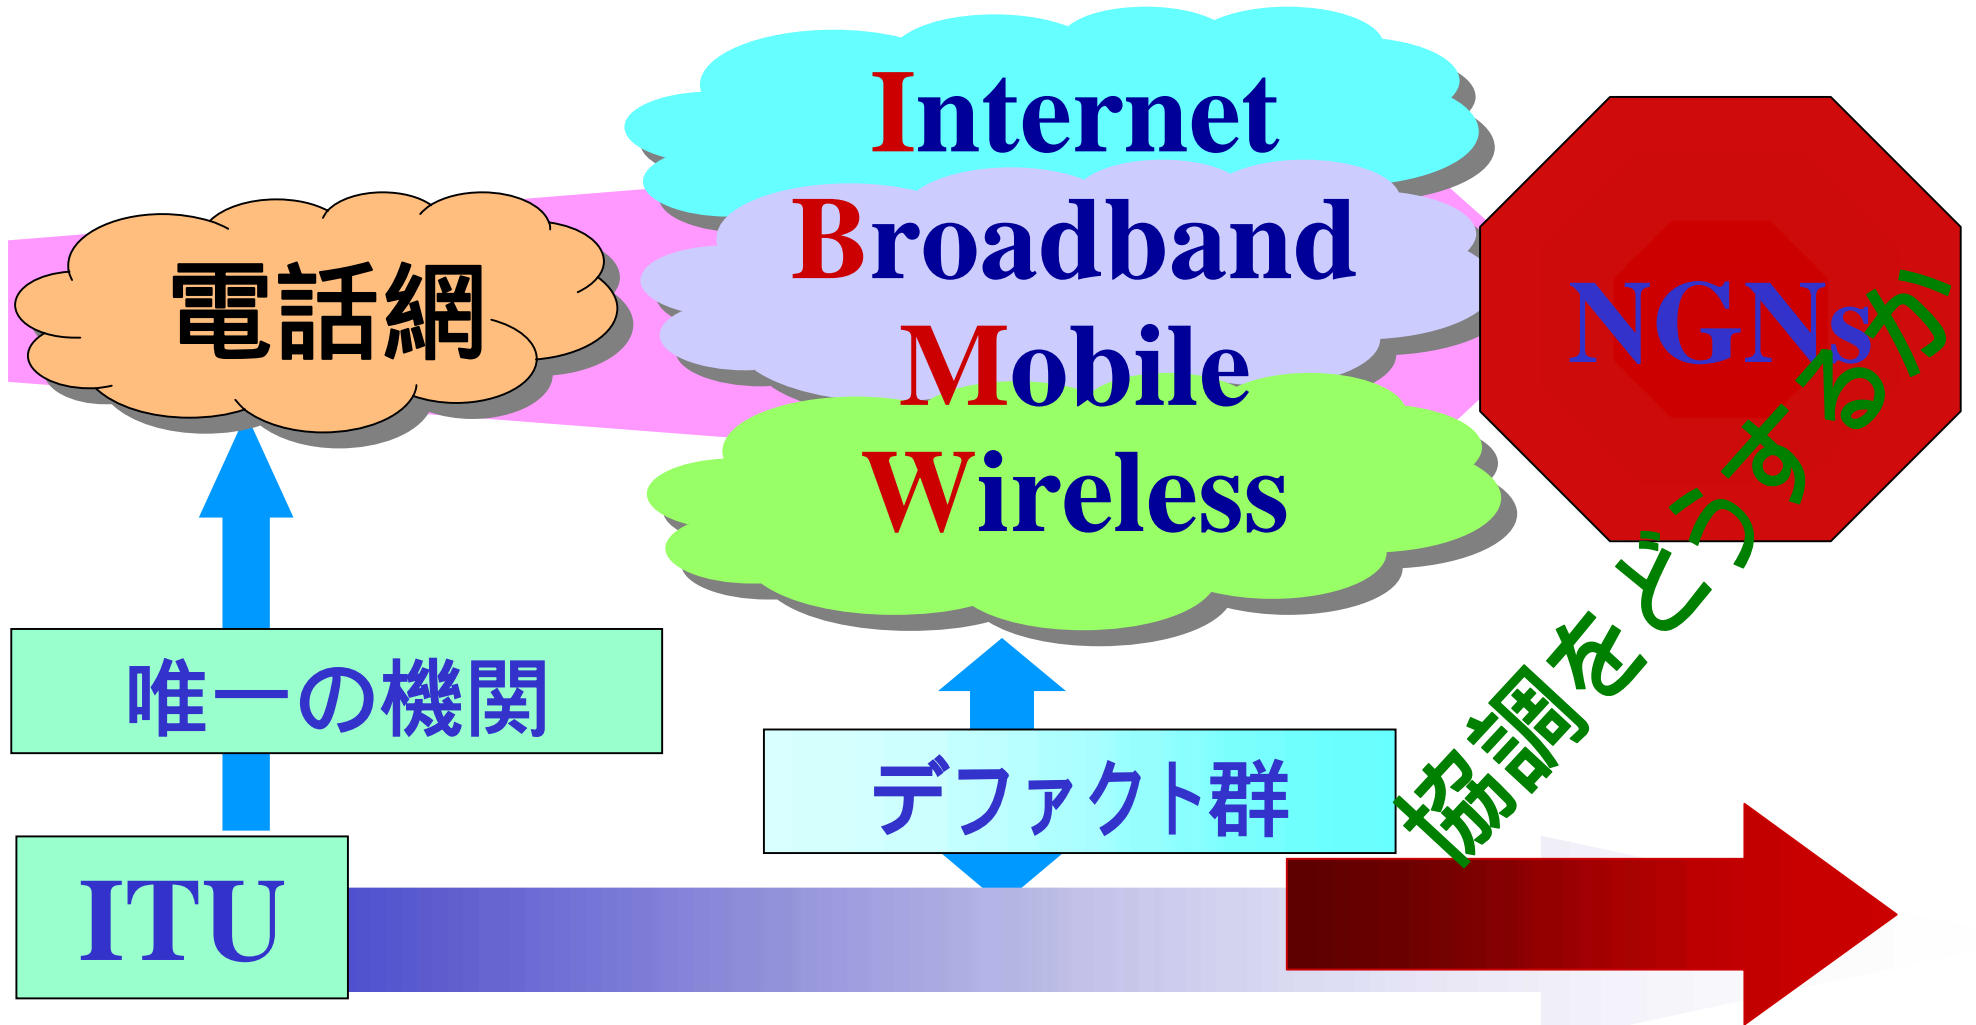 電話網
Internet
Broadband
Mobile
Wireless
NGNs
唯一の機関
デファクト群
協調をどうするか
ITU